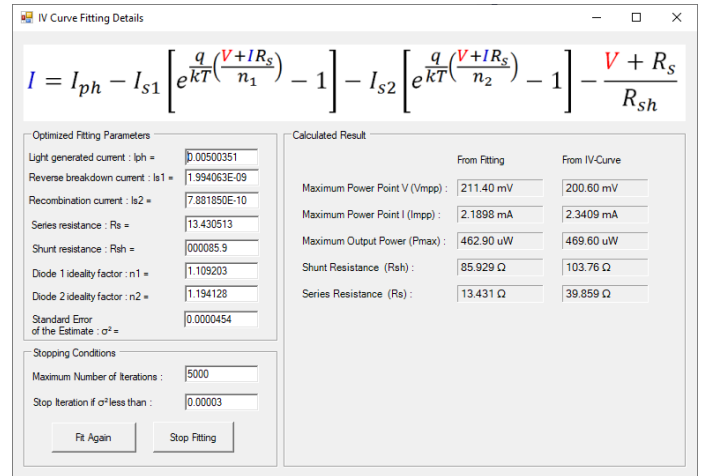 IV Curve Fitting Details
I = Iph − Is1 [e^(q/kT((V+IRs)/n1)) − 1] − Is2 [e^(q/kT((V+IRs)/n2)) − 1] − (V + Rs)/Rsh
Optimized Fitting Parameters
Light generated current : Iph = 0.00500351
Reverse breakdown current : Is1 = 1.994063E-09
Recombination current : Is2 = 7.881850E-10
Series resistance : Rs = 13.430513
Shunt resistance : Rsh = 000085.9
Diode 1 ideality factor : n1 = 1.109203
Diode 2 ideality factor : n2 = 1.194128
Standard Error
of the Estimate : σ² = 0.0000454
Stopping Conditions
Maximum Number of Iterations : 5000
Stop Iteration if σ² less than : 0.00003
Fit Again Stop Fitting
Calculated Result
From Fitting From IV-Curve
Maximum Power Point V (Vmpp) : 211.40 mV 200.60 mV
Maximum Power Point I (Impp) : 2.1898 mA 2.3409 mA
Maximum Output Power (Pmax) : 462.90 uW 469.60 uW
Shunt Resistance (Rsh) : 85.929 Ω 103.76 Ω
Series Resistance (Rs) : 13.431 Ω 39.859 Ω